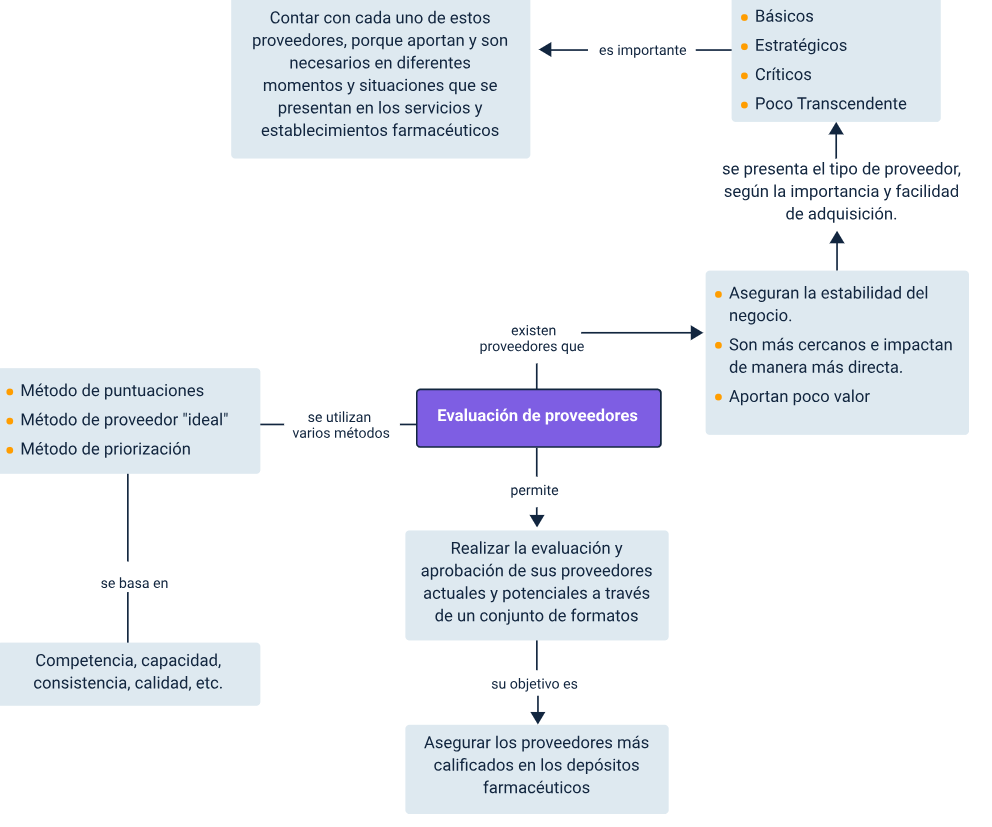 Contar con cada uno de estos
proveedores, porque aportan y son
necesarios en diferentes
momentos y situaciones que se
presentan en los servicios y
establecimientos farmacéuticos
es importante
Básicos
Estratégicos
Críticos
Poco Transcendente
se presenta el tipo de proveedor,
según la importancia y facilidad
de adquisición.
Aseguran la estabilidad del
negocio.
Son más cercanos e impactan
de manera más directa.
Aportan poco valor
existen
proveedores que
Método de puntuaciones
Método de proveedor "ideal"
Método de priorización
se utilizan
varios métodos
Evaluación de proveedores
permite
Realizar la evaluación y
aprobación de sus proveedores
actuales y potenciales a través
de un conjunto de formatos
se basa en
Competencia, capacidad,
consistencia, calidad, etc.
su objetivo es
Asegurar los proveedores más
calificados en los depósitos
farmacéuticos